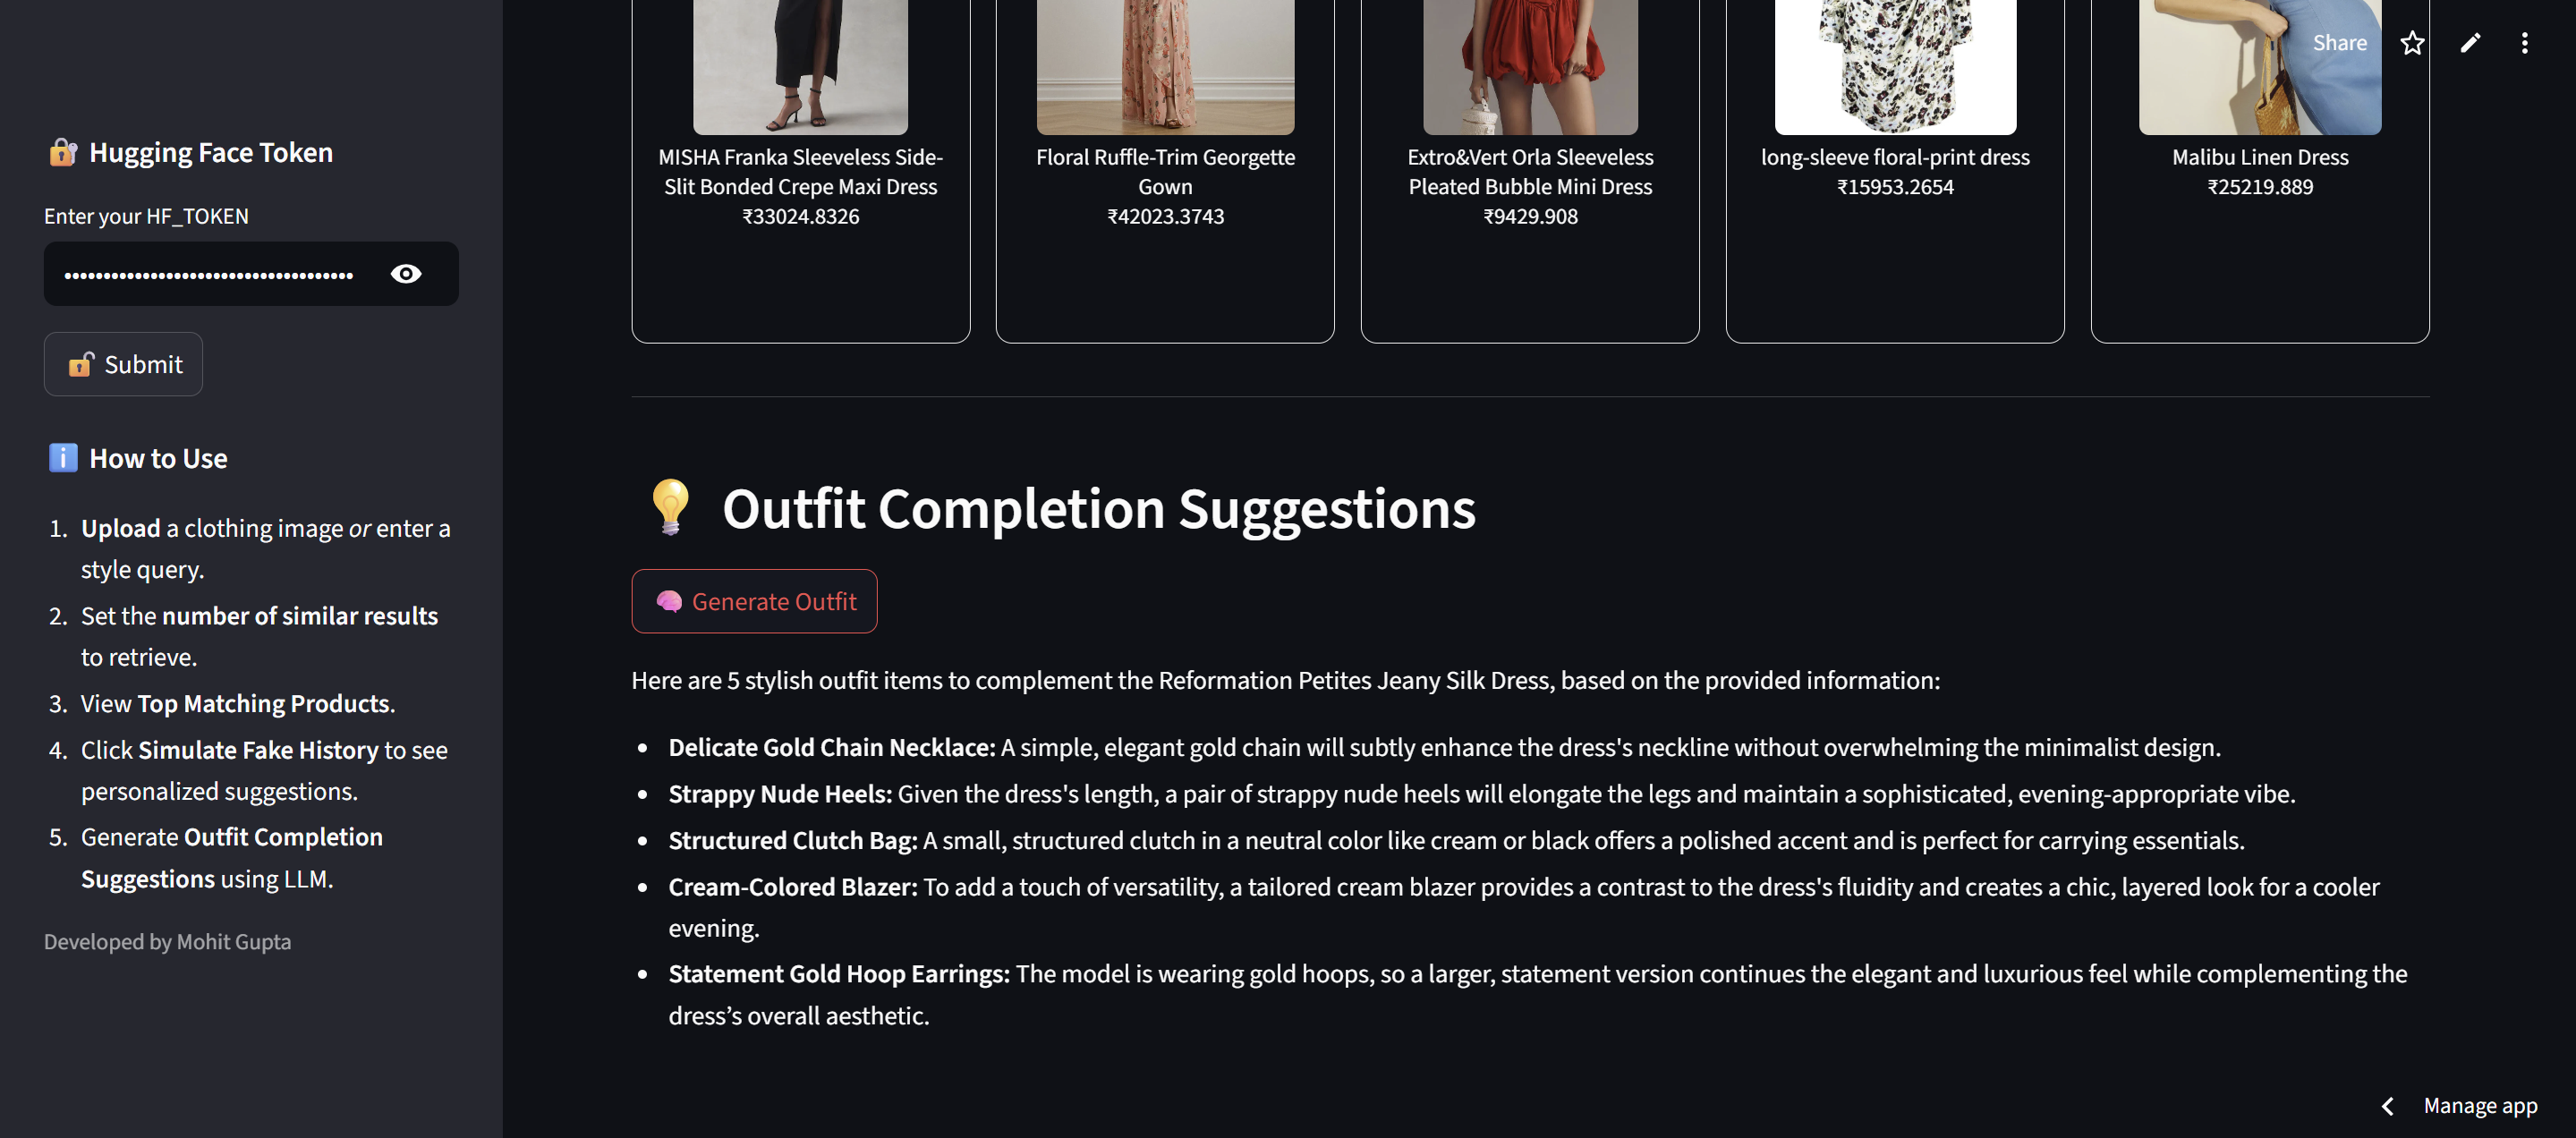 🔐 Hugging Face Token
Enter your HF_TOKEN
••••••••••••••••••••••••••••••••••••• 
🔓 Submit
ℹ️ How to Use
1. Upload a clothing image or enter a
style query.
2. Set the number of similar results
to retrieve.
3. View Top Matching Products.
4. Click Simulate Fake History to see
personalized suggestions.
5. Generate Outfit Completion
Suggestions using LLM.
Developed by Mohit Gupta
Share
MISHA Franka Sleeveless Side-
Slit Bonded Crepe Maxi Dress
₹33024.8326
Floral Ruffle-Trim Georgette
Gown
₹42023.3743
Extro&Vert Orla Sleeveless
Pleated Bubble Mini Dress
₹9429.908
long-sleeve floral-print dress
₹15953.2654
Malibu Linen Dress
₹25219.889
💡 Outfit Completion Suggestions
🧠 Generate Outfit
Here are 5 stylish outfit items to complement the Reformation Petites Jeany Silk Dress, based on the provided information:
• Delicate Gold Chain Necklace: A simple, elegant gold chain will subtly enhance the dress's neckline without overwhelming the minimalist design.
• Strappy Nude Heels: Given the dress's length, a pair of strappy nude heels will elongate the legs and maintain a sophisticated, evening-appropriate vibe.
• Structured Clutch Bag: A small, structured clutch in a neutral color like cream or black offers a polished accent and is perfect for carrying essentials.
• Cream-Colored Blazer: To add a touch of versatility, a tailored cream blazer provides a contrast to the dress's fluidity and creates a chic, layered look for a cooler
evening.
• Statement Gold Hoop Earrings: The model is wearing gold hoops, so a larger, statement version continues the elegant and luxurious feel while complementing the
dress’s overall aesthetic.
Manage app